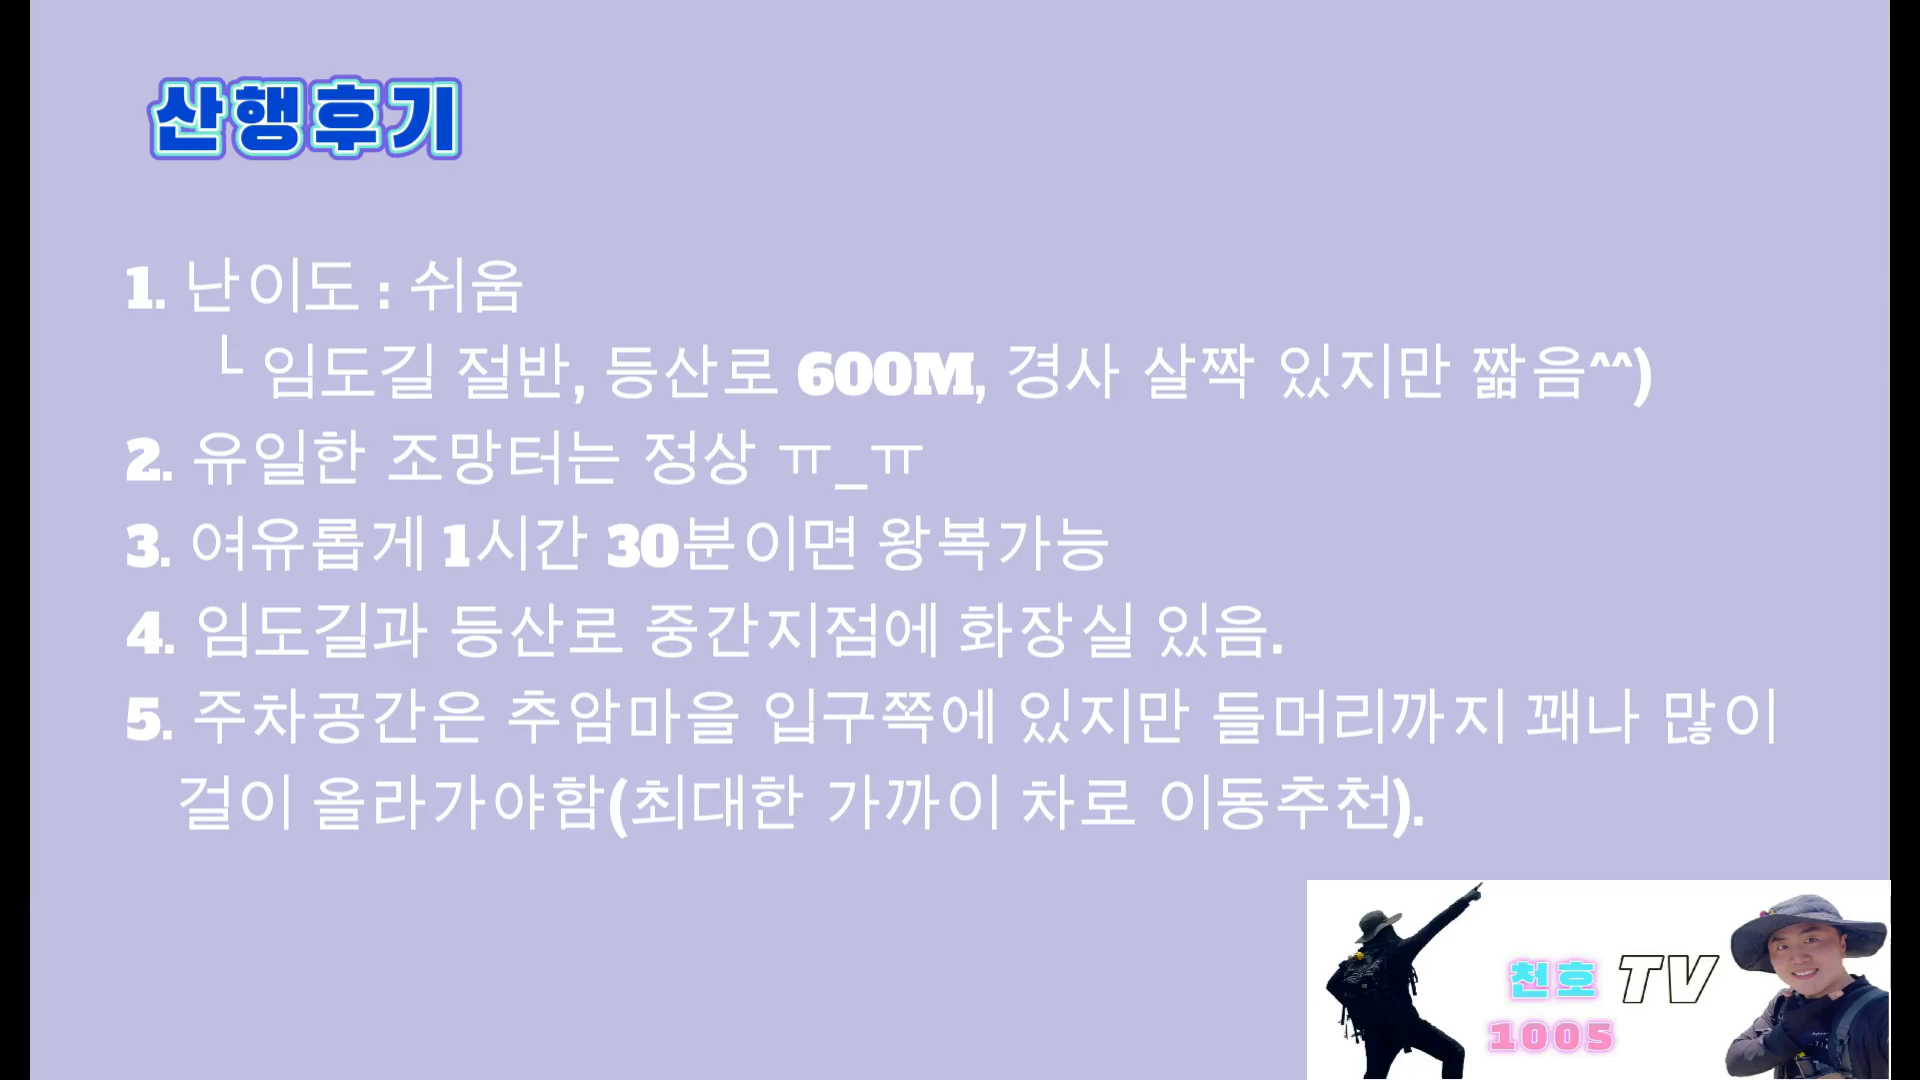 산행후기
1. 난이도 : 쉬움
└ 임도길 절반, 등산로 600M, 경사 살짝 있지만 짧음^^)
2. 유일한 조망터는 정상 ㅠ_ㅠ
3. 여유롭게 1시간 30분이면 왕복가능
4. 임도길과 등산로 중간지점에 화장실 있음.
5. 주차공간은 추암마을 입구쪽에 있지만 들머리까지 꽤나 많이
걸이 올라가야함(최대한 가까이 차로 이동추천).
천호 TV
1005